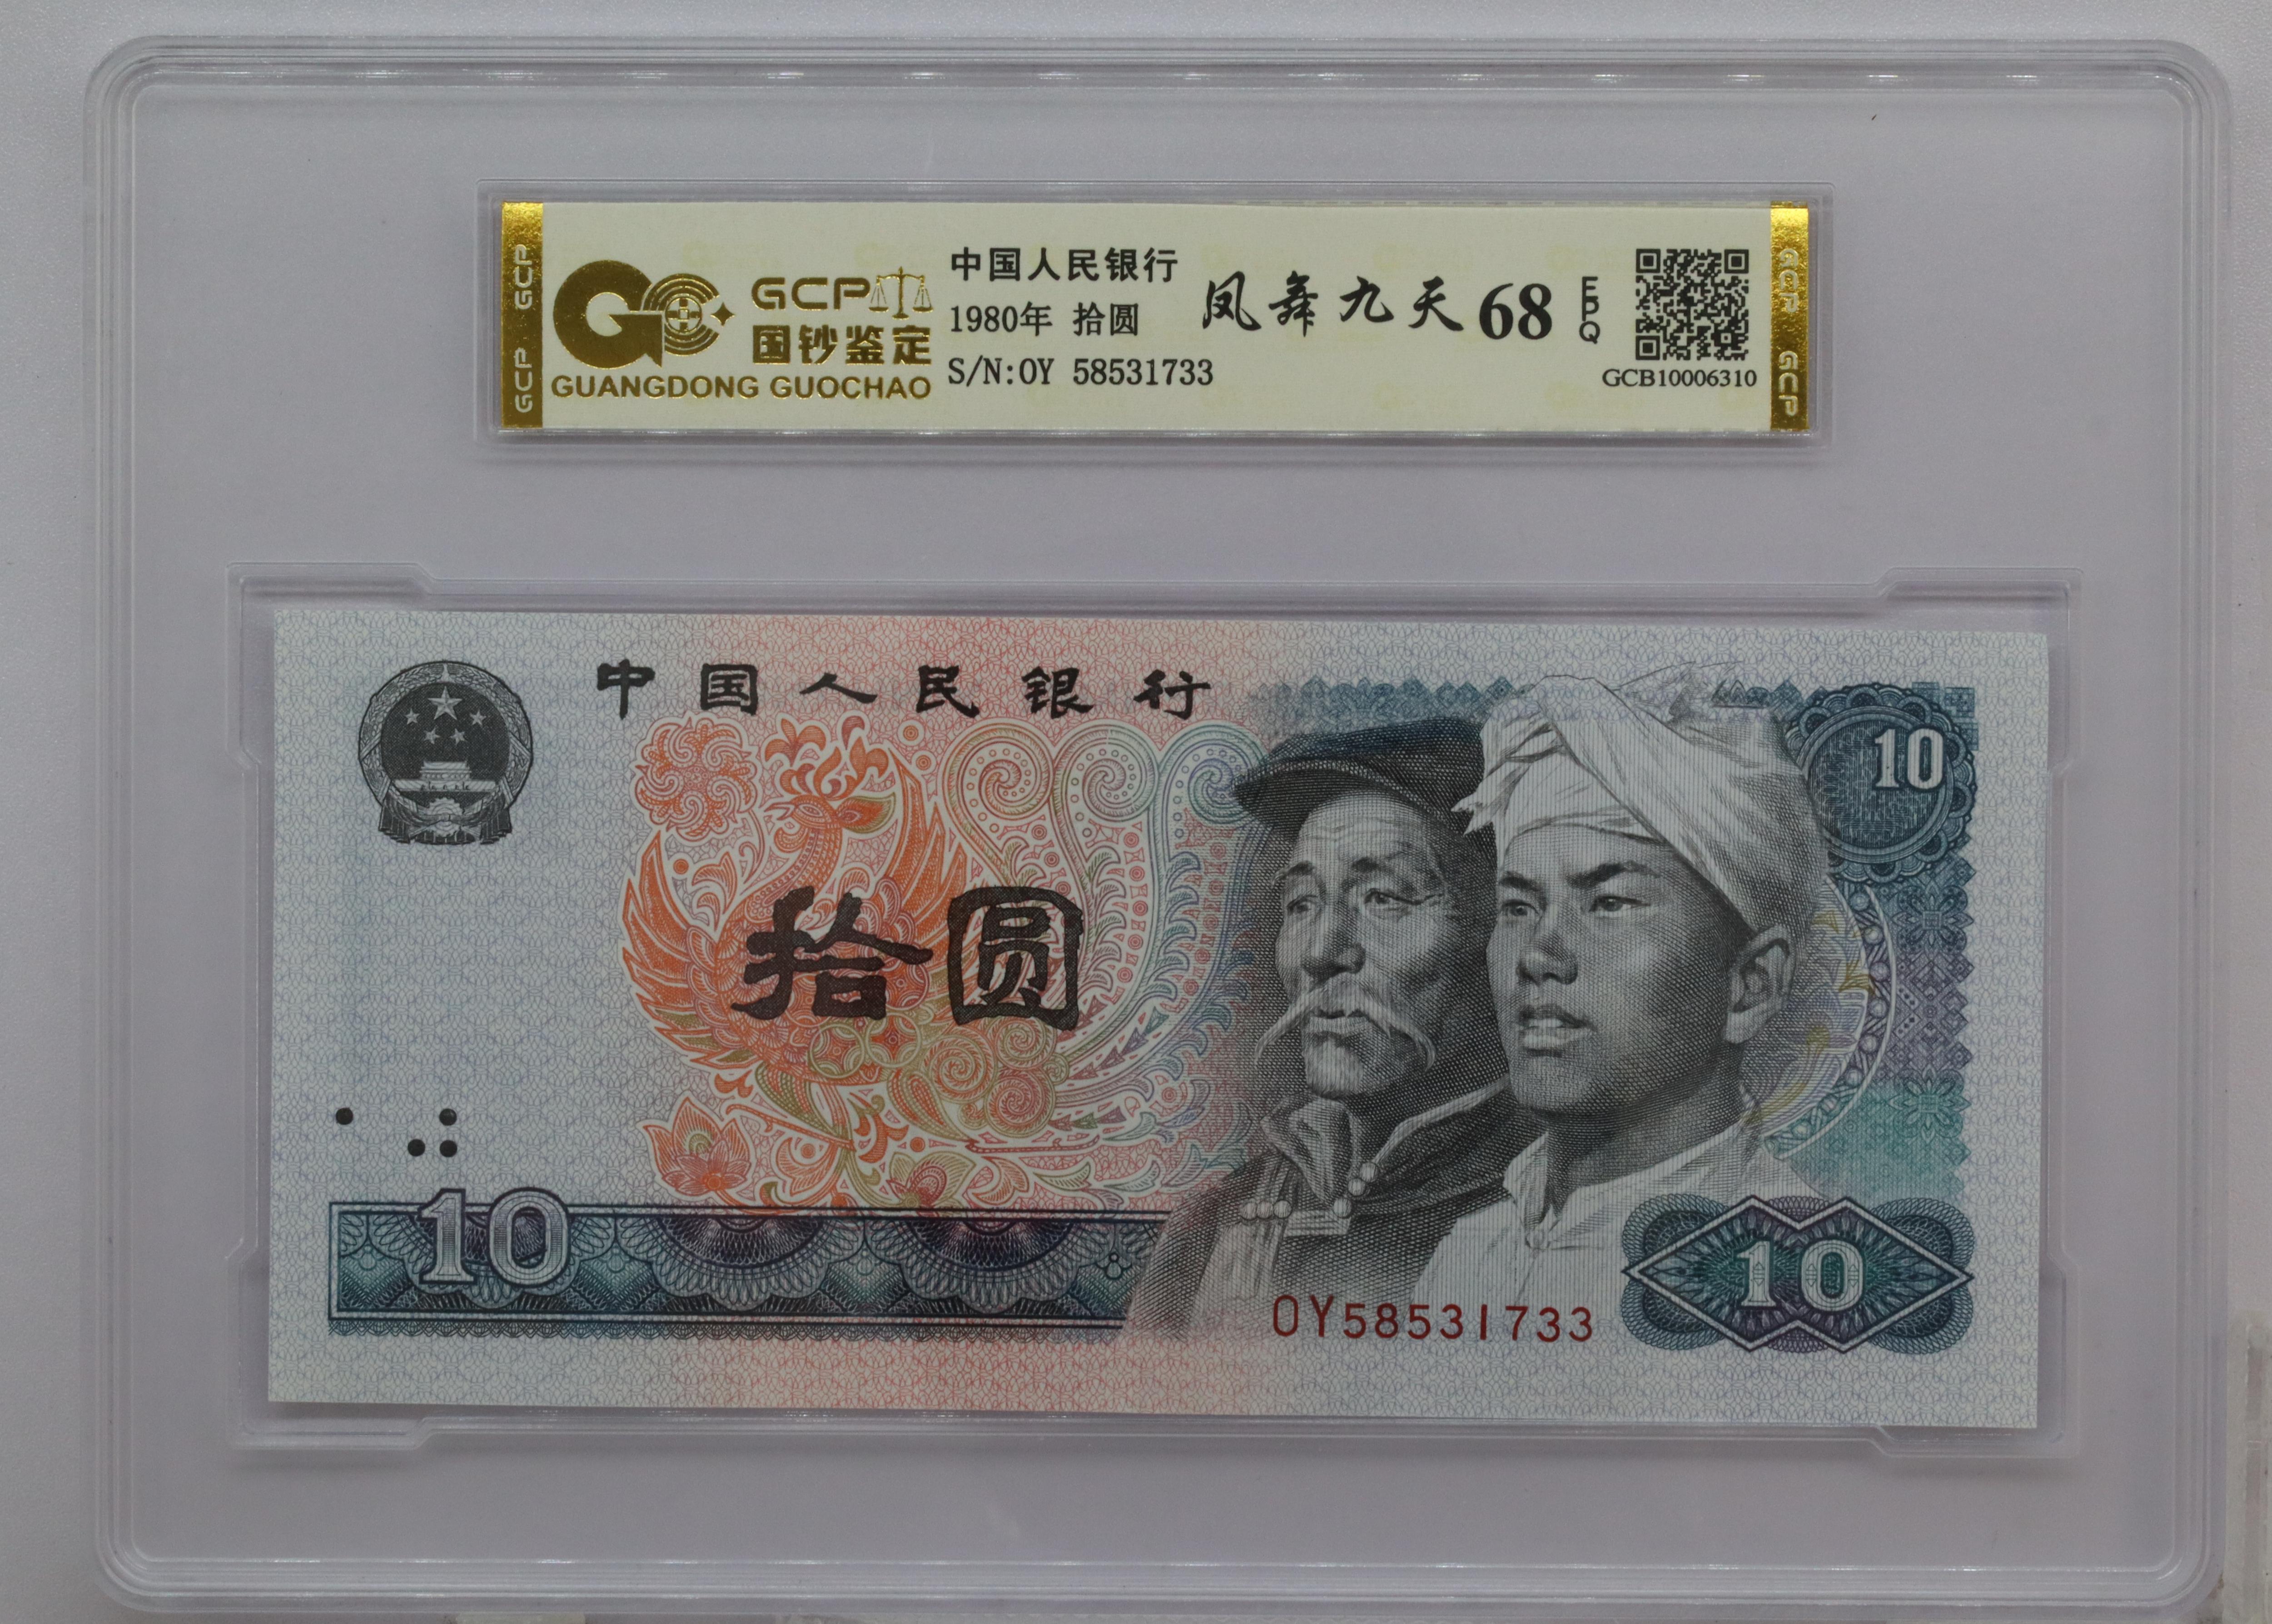 GCP GCP
GCP
国钞鉴定
GUANGDONG GUOCHAO
中国人民银行
1980年 拾圆
S/N:OY 58531733
凤舞九天 68 EPQ
GCB10006310
GCP GCP
中国人民银行
10
拾圆
10
OY58531733
10